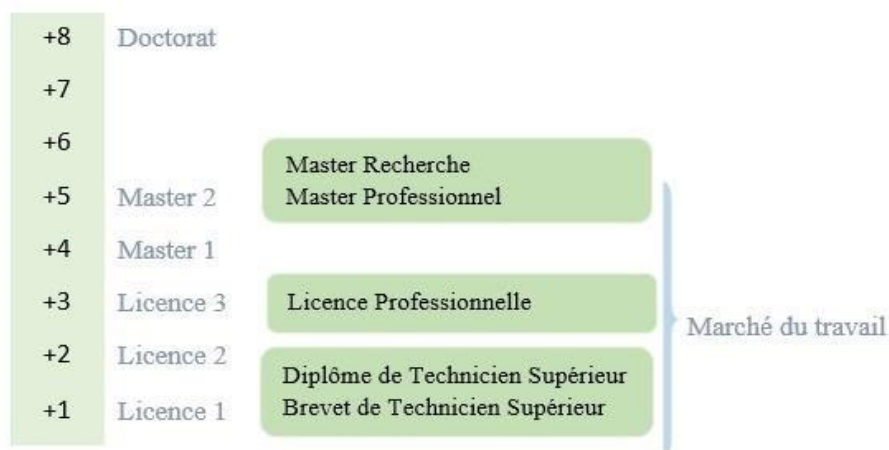 +8 Doctorat
+7
+6
Master Recherche
+5 Master 2 Master Professionnel
+4 Master 1
+3 Licence 3 Licence Professionnelle
Marché du travail
+2 Licence 2
Diplôme de Technicien Supérieur
+1 Licence 1 Brevet de Technicien Supérieur